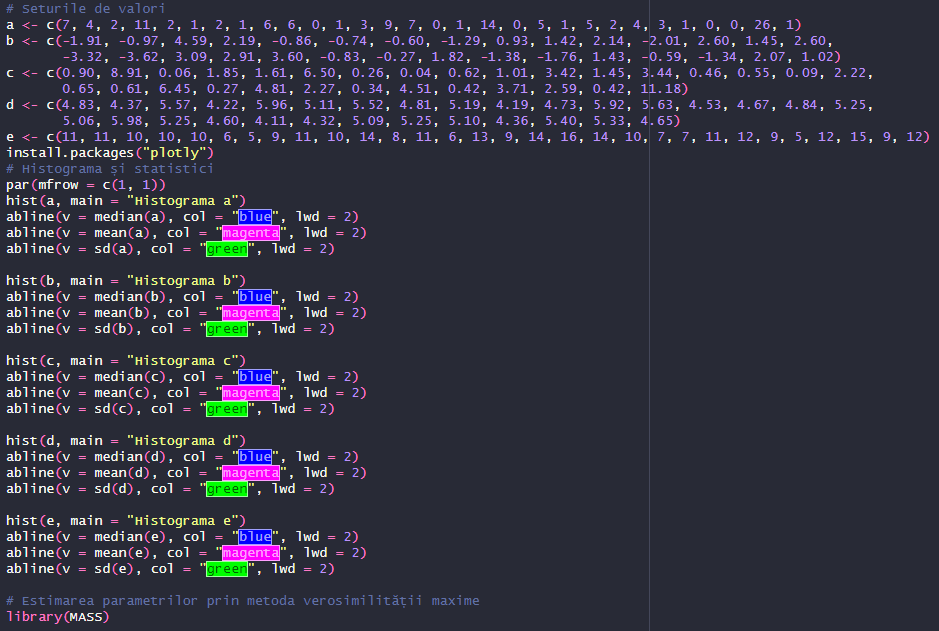 # Seturile de valori
a <- c(7, 4, 2, 11, 2, 1, 2, 1, 6, 6, 0, 1, 3, 9, 7, 0, 1, 14, 0, 5, 1, 5, 2, 4, 3, 1, 0, 0, 26, 1)
b <- c(-1.91, -0.97, 4.59, 2.19, -0.86, -0.74, -0.60, -1.29, 0.93, 1.42, 2.14, -2.01, 2.60, 1.45, 2.60,
-3.32, -3.62, 3.09, 2.91, 3.60, -0.83, -0.27, 1.82, -1.38, -1.76, 1.43, -0.59, -1.34, 2.07, 1.02)
c <- c(0.90, 8.91, 0.06, 1.85, 1.61, 6.50, 0.26, 0.04, 0.62, 1.01, 3.42, 1.45, 3.44, 0.46, 0.55, 0.09, 2.22,
0.65, 0.61, 6.45, 0.27, 4.81, 2.27, 0.34, 4.51, 0.42, 3.71, 2.59, 0.42, 11.18)
d <- c(4.83, 4.37, 5.57, 4.22, 5.96, 5.11, 5.52, 4.81, 5.19, 4.19, 4.73, 5.92, 5.63, 4.53, 4.67, 4.84, 5.25,
5.06, 5.98, 5.25, 4.60, 4.11, 4.32, 5.09, 5.25, 5.10, 4.36, 5.40, 5.33, 4.65)
e <- c(11, 11, 10, 10, 10, 6, 5, 9, 11, 10, 14, 8, 11, 6, 13, 9, 14, 16, 14, 10, 7, 7, 11, 12, 9, 5, 12, 15, 9, 12)
install.packages("plotly")
# Histograma și statistici
par(mfrow = c(1, 1))
hist(a, main = "Histograma a")
abline(v = median(a), col = "blue", lwd = 2)
abline(v = mean(a), col = "magenta", lwd = 2)
abline(v = sd(a), col = "green", lwd = 2)
hist(b, main = "Histograma b")
abline(v = median(b), col = "blue", lwd = 2)
abline(v = mean(b), col = "magenta", lwd = 2)
abline(v = sd(b), col = "green", lwd = 2)
hist(c, main = "Histograma c")
abline(v = median(c), col = "blue", lwd = 2)
abline(v = mean(c), col = "magenta", lwd = 2)
abline(v = sd(c), col = "green", lwd = 2)
hist(d, main = "Histograma d")
abline(v = median(d), col = "blue", lwd = 2)
abline(v = mean(d), col = "magenta", lwd = 2)
abline(v = sd(d), col = "green", lwd = 2)
hist(e, main = "Histograma e")
abline(v = median(e), col = "blue", lwd = 2)
abline(v = mean(e), col = "magenta", lwd = 2)
abline(v = sd(e), col = "green", lwd = 2)
# Estimarea parametrilor prin metoda verosimilității maxime
library(MASS)